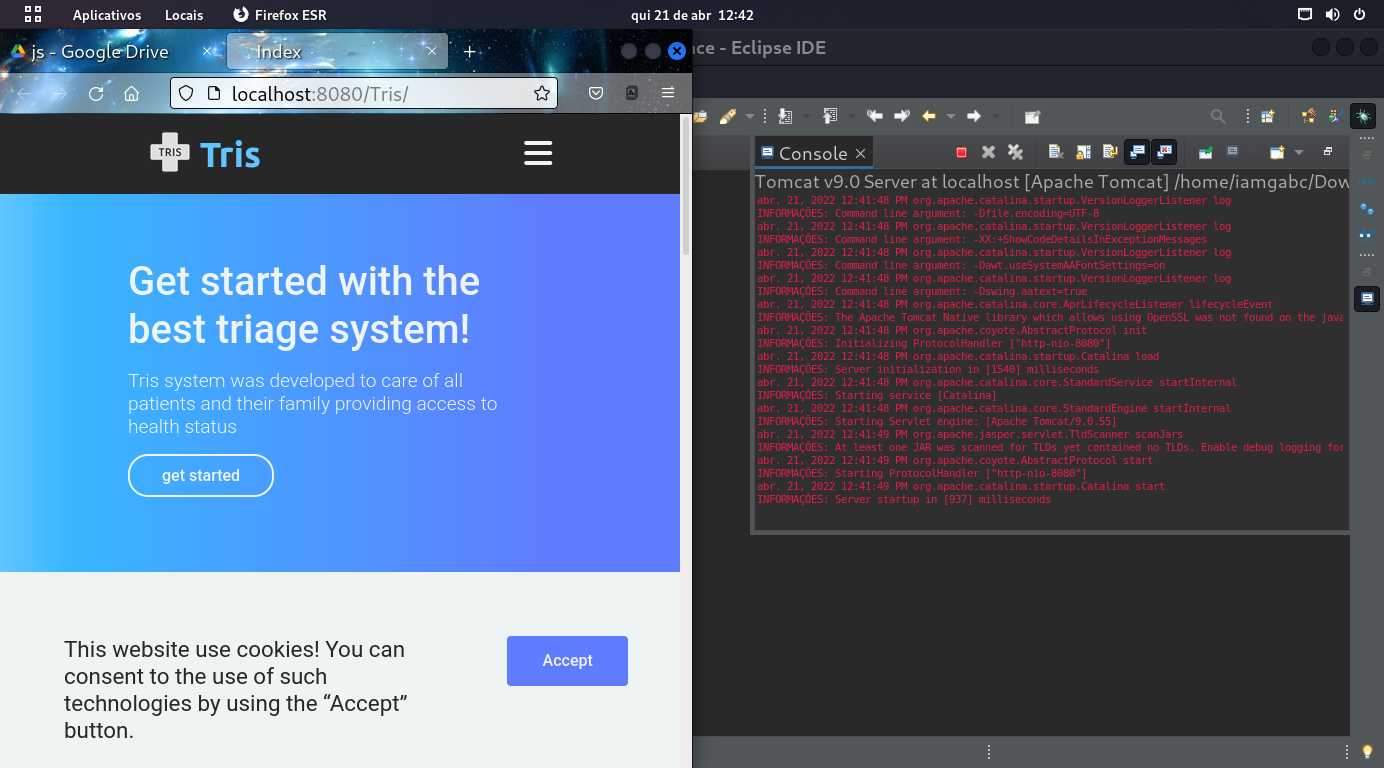 Aplicativos Locais Firefox ESR qui 21 de abr 12:42
js - Google Drive
Index
localhost:8080/Tris/
TRIS Tris
Get started with the
best triage system!
Tris system was developed to care of all
patients and their family providing access to
health status
get started
This website use cookies! You can
consent to the use of such
technologies by using the “Accept”
button.
Accept
ce - Eclipse IDE
Console
Tomcat v9.0 Server at localhost [Apache Tomcat] /home/iamgabc/Dow
abr. 21, 2022 12:41:48 PM org.apache.catalina.startup.VersionLoggerListener log
INFORMAÇÕES: Command line argument: -Dfile.encoding=UTF-8
abr. 21, 2022 12:41:48 PM org.apache.catalina.startup.VersionLoggerListener log
INFORMAÇÕES: Command line argument: -XX:+ShowCodeDetailsInExceptionMessages
abr. 21, 2022 12:41:48 PM org.apache.catalina.startup.VersionLoggerListener log
INFORMAÇÕES: Command line argument: -Dawt.useSystemAAFontSettings=on
abr. 21, 2022 12:41:48 PM org.apache.catalina.startup.VersionLoggerListener log
INFORMAÇÕES: Command line argument: -Dswing.aatext=true
abr. 21, 2022 12:41:48 PM org.apache.catalina.core.AprLifecycleListener lifecycleEvent
INFORMAÇÕES: The Apache Tomcat Native library which allows using OpenSSL was not found on the java
abr. 21, 2022 12:41:48 PM org.apache.coyote.AbstractProtocol init
INFORMAÇÕES: Initializing ProtocolHandler ["http-nio-8080"]
abr. 21, 2022 12:41:48 PM org.apache.catalina.startup.Catalina load
INFORMAÇÕES: Server initialization in [1540] milliseconds
abr. 21, 2022 12:41:48 PM org.apache.catalina.core.StandardService startInternal
INFORMAÇÕES: Starting service [Catalina]
abr. 21, 2022 12:41:48 PM org.apache.catalina.core.StandardEngine startInternal
INFORMAÇÕES: Starting Servlet engine: [Apache Tomcat/9.0.55]
abr. 21, 2022 12:41:49 PM org.apache.jasper.servlet.TldScanner scanJars
INFORMAÇÕES: At least one JAR was scanned for TLDs yet contained no TLDs. Enable debug logging for
abr. 21, 2022 12:41:49 PM org.apache.coyote.AbstractProtocol start
INFORMAÇÕES: Starting ProtocolHandler ["http-nio-8080"]
abr. 21, 2022 12:41:49 PM org.apache.catalina.startup.Catalina start
INFORMAÇÕES: Server startup in [937] milliseconds